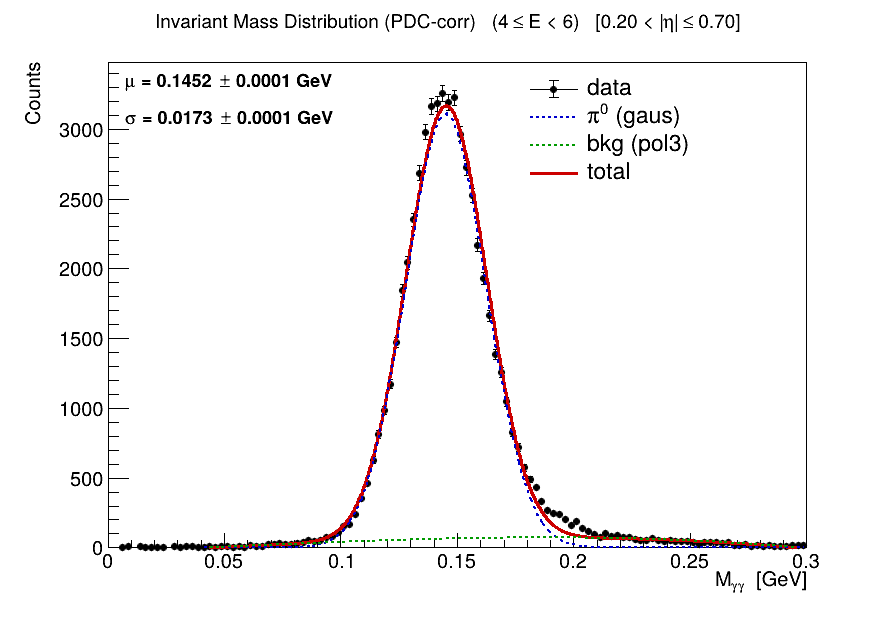 Invariant Mass Distribution (PDC-corr) (4 ≤ E < 6) [0.20 < |η| ≤ 0.70]
Counts
μ = 0.1452 ± 0.0001 GeV
σ = 0.0173 ± 0.0001 GeV
data
π⁰ (gaus)
bkg (pol3)
total
3000
2500
2000
1500
1000
500
0
0 0.05 0.1 0.15 0.2 0.25 0.3
Mγγ [GeV]